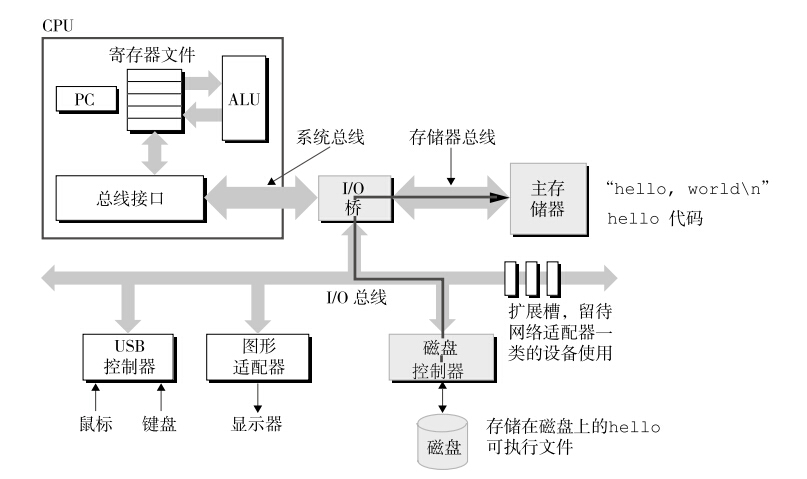 CPU
寄存器文件
PC
ALU
系统总线
存储器总线
总线接口
I/O
桥
主存
储器
“hello, world\n”
hello 代码
I/O 总线
扩展槽，留待
网络适配器一
类的设备使用
USB
控制器
图形
适配器
磁盘
控制器
鼠标
键盘
显示器
磁盘
存储在磁盘上的hello
可执行文件